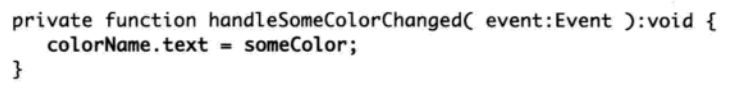 private function handleSomeColorChanged( event:Event ):void {
   colorName.text = someColor;
}